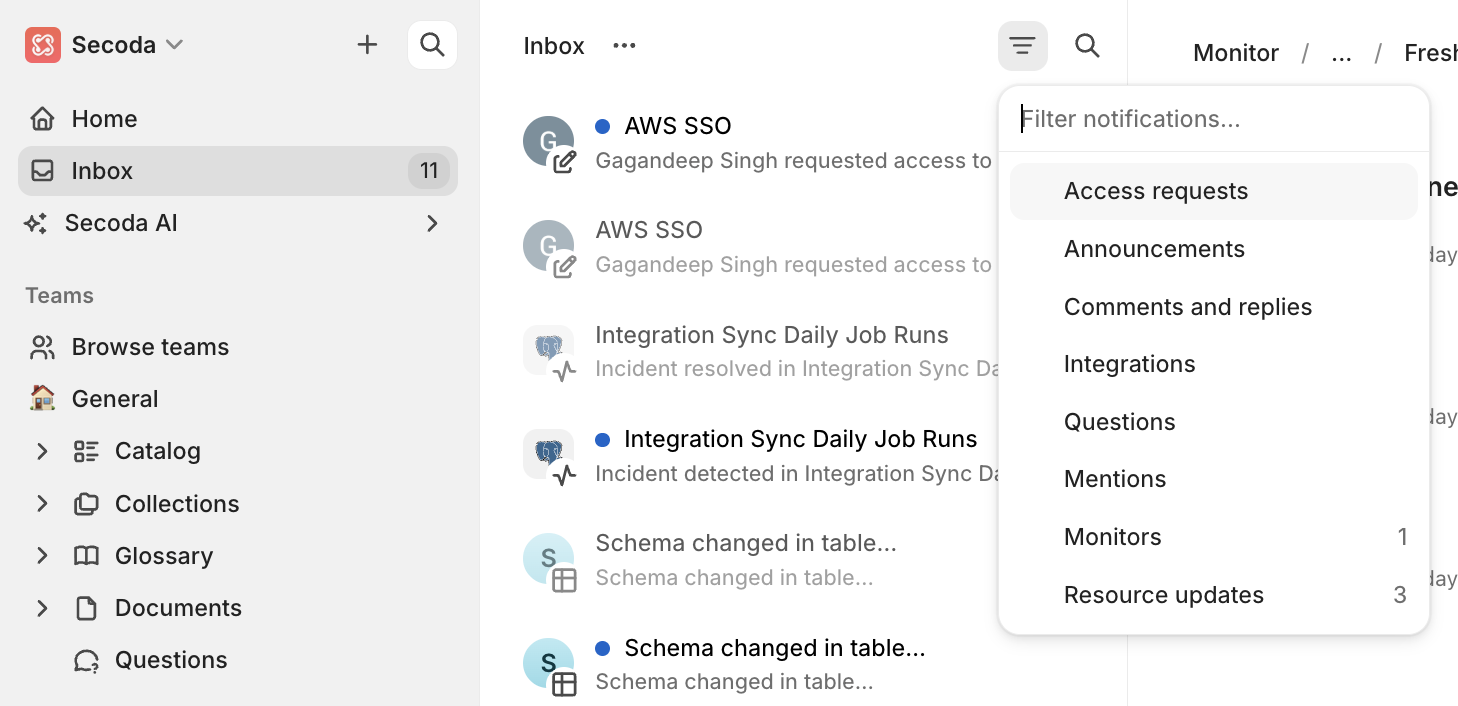 Secoda
Home
Inbox 11
Secoda AI
Teams
Browse teams
General
Catalog
Collections
Glossary
Documents
Questions
Inbox ...
G AWS SSO
Gagandeep Singh requested access to
G AWS SSO
Gagandeep Singh requested access to
Integration Sync Daily Job Runs
Incident resolved in Integration Sync Da
Integration Sync Daily Job Runs
Incident detected in Integration Sync Da
S Schema changed in table...
Schema changed in table...
S Schema changed in table...
Schema changed in table...
Monitor / ... / Fresh
Filter notifications...
Access requests
Announcements
Comments and replies
Integrations
Questions
Mentions
Monitors 1
Resource updates 3
ne
day
day
day